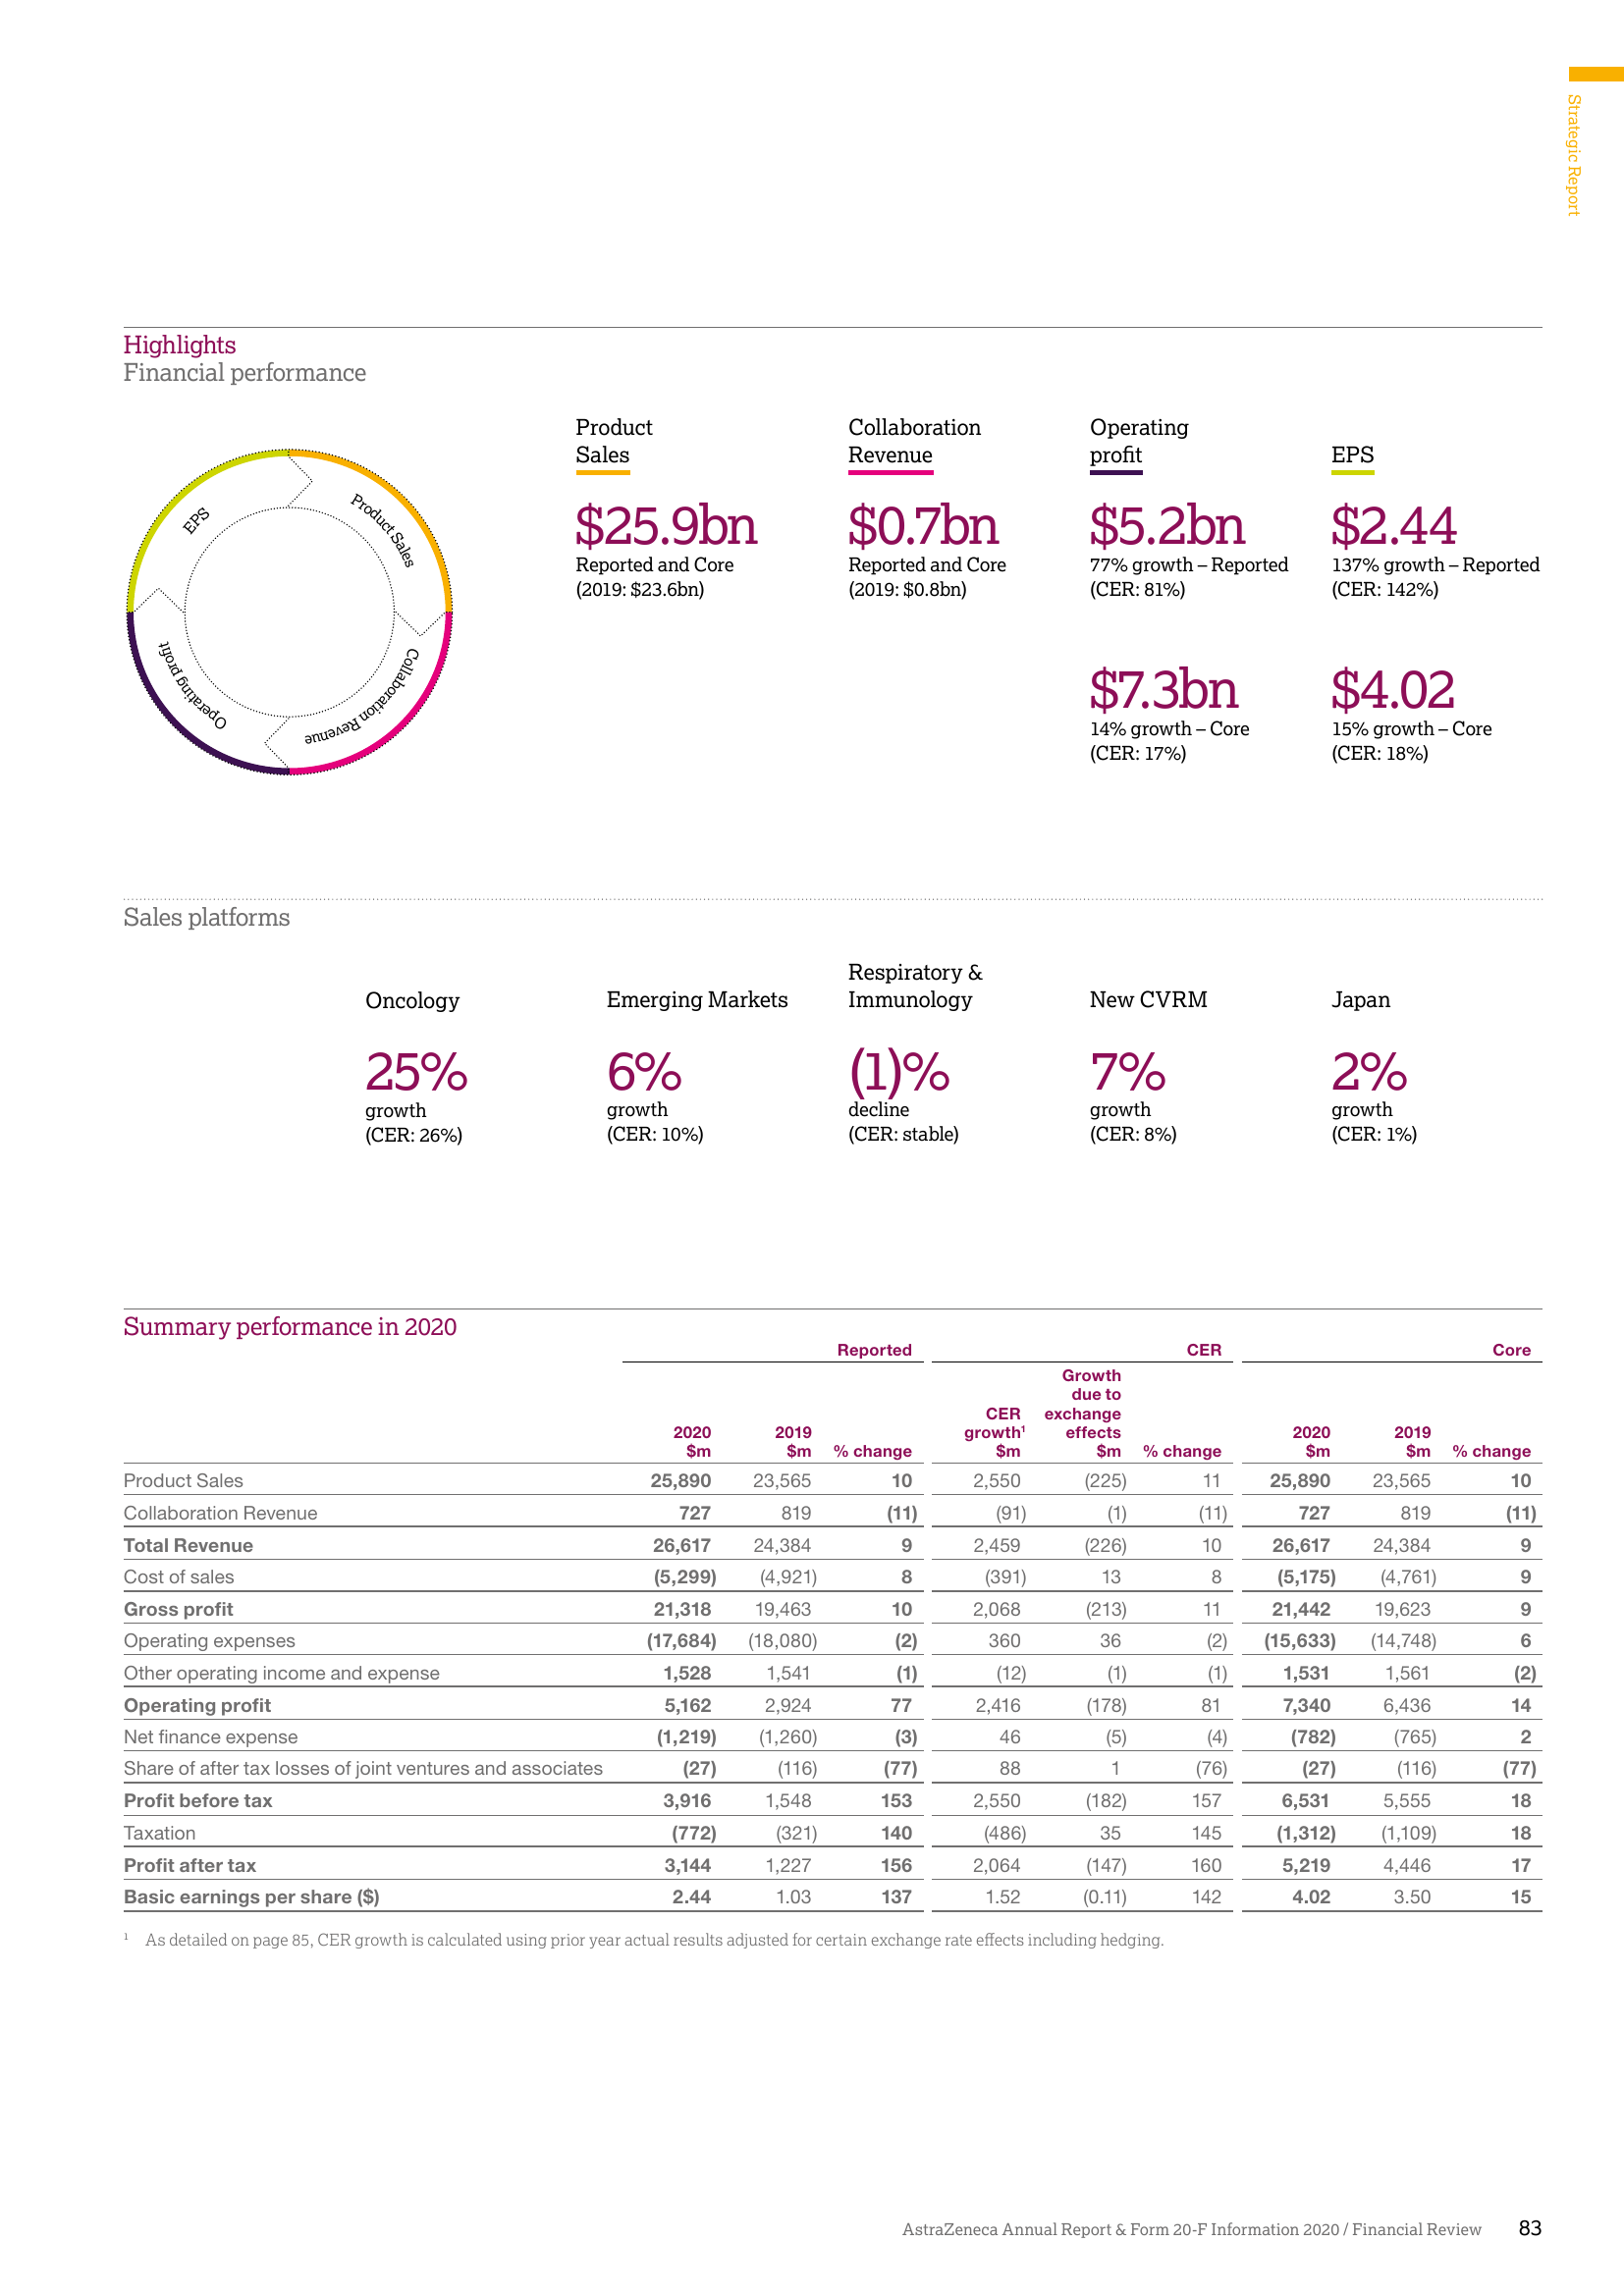 Strategic Report
Highlights
Financial performance
EPS
Product Sales
Collaboration Revenue
Operating profit
Product
Sales
$25.9bn
Reported and Core
(2019: $23.6bn)
Collaboration
Revenue
$0.7bn
Reported and Core
(2019: $0.8bn)
Operating
profit
$5.2bn
77% growth – Reported
(CER: 81%)
$7.3bn
14% growth – Core
(CER: 17%)
EPS
$2.44
137% growth – Reported
(CER: 142%)
$4.02
15% growth – Core
(CER: 18%)
Sales platforms
Oncology
25%
growth
(CER: 26%)
Emerging Markets
6%
growth
(CER: 10%)
Respiratory &
Immunology
(1)%
decline
(CER: stable)
New CVRM
7%
growth
(CER: 8%)
Japan
2%
growth
(CER: 1%)
Summary performance in 2020
Reported CER Core
2020 $m 2019 $m % change CER growth¹ $m Growth due to exchange effects $m % change 2020 $m 2019 $m % change
Product Sales 25,890 23,565 10 2,550 (225) 11 25,890 23,565 10
Collaboration Revenue 727 819 (11) (91) (1) (11) 727 819 (11)
Total Revenue 26,617 24,384 9 2,459 (226) 10 26,617 24,384 9
Cost of sales (5,299) (4,921) 8 (391) 13 8 (5,175) (4,761) 9
Gross profit 21,318 19,463 10 2,068 (213) 11 21,442 19,623 9
Operating expenses (17,684) (18,080) (2) 360 36 (2) (15,633) (14,748) 6
Other operating income and expense 1,528 1,541 (1) (12) (1) (1) 1,531 1,561 (2)
Operating profit 5,162 2,924 77 2,416 (178) 81 7,340 6,436 14
Net finance expense (1,219) (1,260) (3) 46 (5) (4) (782) (765) 2
Share of after tax losses of joint ventures and associates (27) (116) (77) 88 1 (76) (27) (116) (77)
Profit before tax 3,916 1,548 153 2,550 (182) 157 6,531 5,555 18
Taxation (772) (321) 140 (486) 35 145 (1,312) (1,109) 18
Profit after tax 3,144 1,227 156 2,064 (147) 160 5,219 4,446 17
Basic earnings per share ($) 2.44 1.03 137 1.52 (0.11) 142 4.02 3.50 15
¹ As detailed on page 85, CER growth is calculated using prior year actual results adjusted for certain exchange rate effects including hedging.
AstraZeneca Annual Report & Form 20-F Information 2020 / Financial Review 83